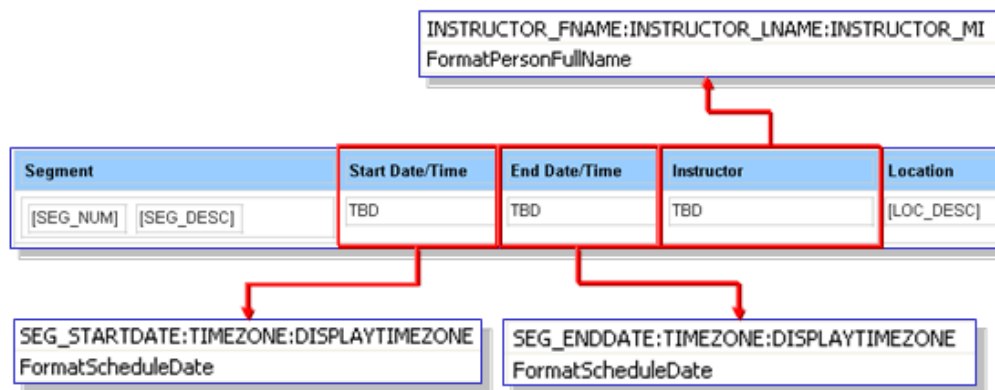 INSTRUCTOR_FNAME:INSTRUCTOR_LNAME:INSTRUCTOR_MI
FormatPersonFullName
Segment Start Date/Time End Date/Time Instructor Location
[SEG_NUM] [SEG_DESC] TBD TBD TBD [LOC_DESC]
SEG_STARTDATE:TIMEZONE:DISPLAYTIMEZONE
FormatScheduleDate
SEG_ENDDATE:TIMEZONE:DISPLAYTIMEZONE
FormatScheduleDate